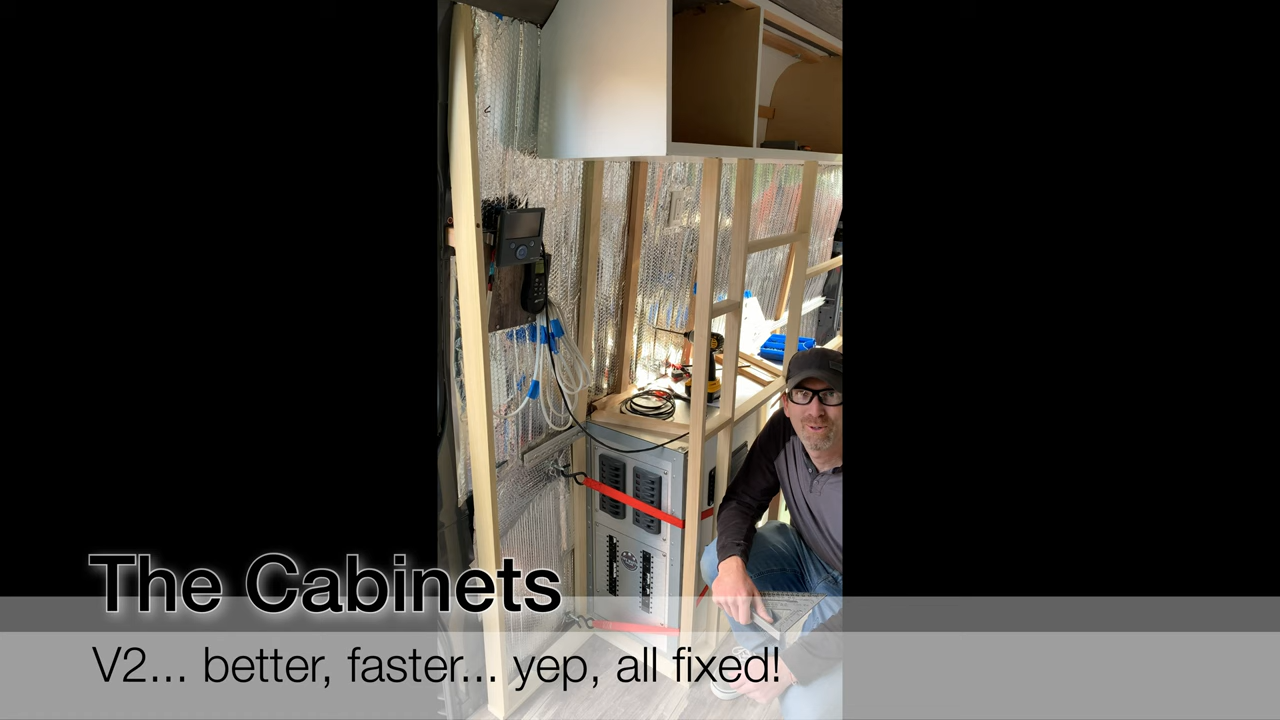 The Cabinets
V2... better, faster... yep, all fixed!